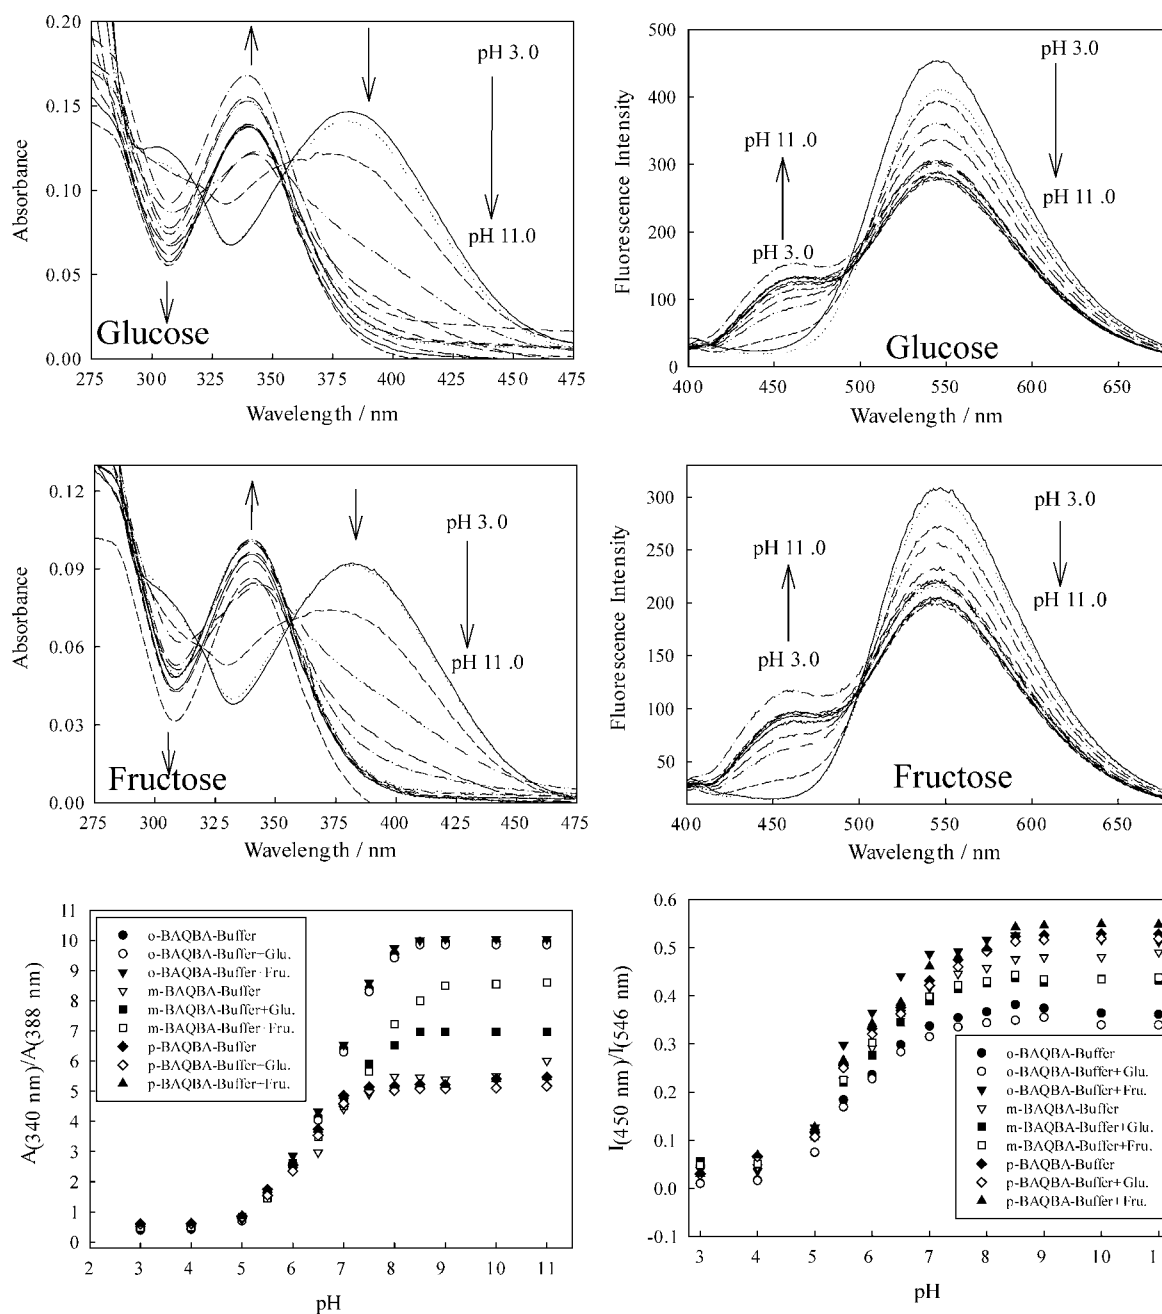 0.20
0.15
0.10
0.05
0.00
Absorbance
pH 3.0
pH 11.0
Glucose
275 300 325 350 375 400 425 450 475
Wavelength / nm
500
400
300
200
100
0
Fluorescence Intensity
pH 11.0
pH 3.0
pH 3.0
pH 11.0
Glucose
400 450 500 550 600 650
Wavelength / nm
0.12
0.09
0.06
0.03
0.00
Absorbance
pH 3.0
pH 11.0
Fructose
275 300 325 350 375 400 425 450 475
Wavelength / nm
300
250
200
150
100
50
Fluorescence Intensity
pH 11.0
pH 3.0
pH 3.0
pH 11.0
Fructose
400 450 500 550 600 650
Wavelength / nm
11
10
9
8
7
6
5
4
3
2
1
0
A(340 nm)/A(388 nm)
o-BAQBA-Buffer
o-BAQBA-Buffer+Glu.
o-BAQBA-Buffer+Fru.
m-BAQBA-Buffer
m-BAQBA-Buffer+Glu.
m-BAQBA-Buffer+Fru.
p-BAQBA-Buffer
p-BAQBA-Buffer+Glu.
p-BAQBA-Buffer+Fru.
2 3 4 5 6 7 8 9 10 11
pH
0.6
0.5
0.4
0.3
0.2
0.1
0.0
-0.1
I(450 nm)/I(546 nm)
o-BAQBA-Buffer
o-BAQBA-Buffer+Glu.
o-BAQBA-Buffer+Fru.
m-BAQBA-Buffer
m-BAQBA-Buffer+Glu.
m-BAQBA-Buffer+Fru.
p-BAQBA-Buffer
p-BAQBA-Buffer+Glu.
p-BAQBA-Buffer+Fru.
3 4 5 6 7 8 9 10 1
pH